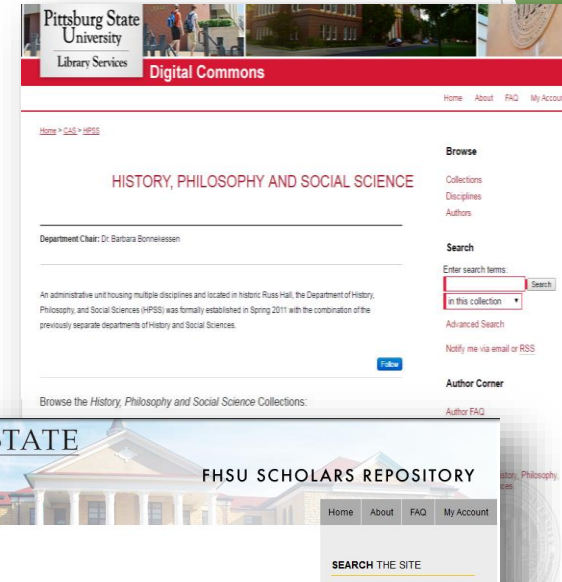 Pittsburg State
University
Library Services
Digital Commons
Home About FAQ My Accou
Home > CAS > HPSS
HISTORY, PHILOSOPHY AND SOCIAL SCIENCE
Department Chair: Dr. Barbara Bonnekessen
An administrative unit housing multiple disciplines and located in historic Russ Hall, the Department of History,
Philosophy, and Social Sciences (HPSS) was formally established in Spring 2011 with the combination of the
previously separate departments of History and Social Sciences.
Follow
Browse the History, Philosophy and Social Science Collections:
Browse
Collections
Disciplines
Authors
Search
Enter search terms:
Search
in this collection
Advanced Search
Notify me via email or RSS
Author Corner
Author FAQ
story, Philosophy,
ces
STATE
FHSU SCHOLARS REPOSITORY
Home About FAQ My Account
SEARCH THE SITE